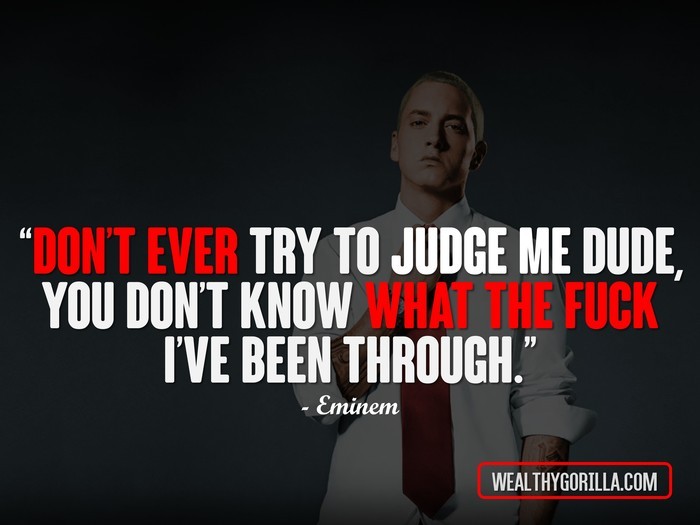 “DON’T EVER TRY TO JUDGE ME DUDE,
YOU DON’T KNOW WHAT THE FUCK
I’VE BEEN THROUGH.”
- Eminem
WEALTHYGORILLA.COM